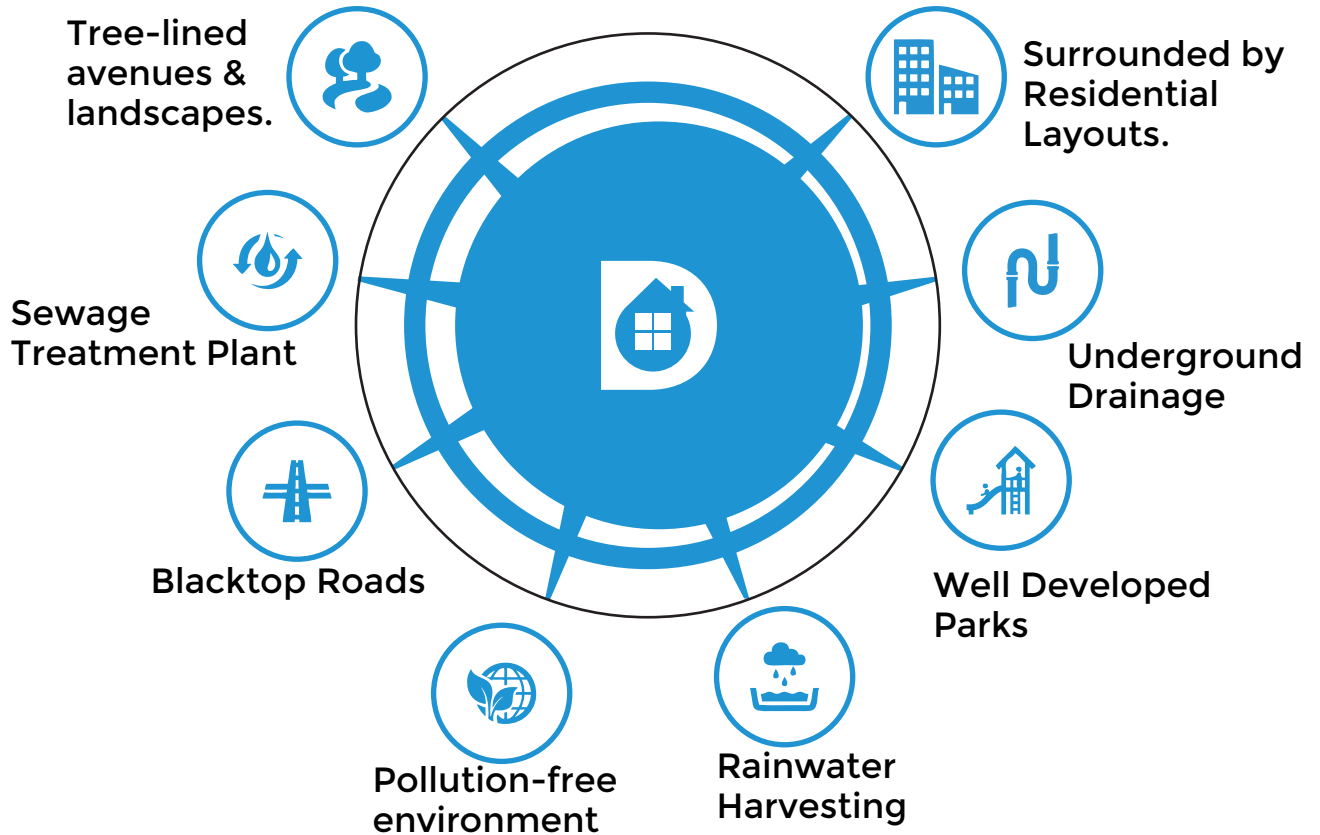 Tree-lined
avenues &
landscapes.
Surrounded by
Residential
Layouts.
Sewage
Treatment Plant
Underground
Drainage
Blacktop Roads
Well Developed
Parks
Pollution-free
environment
Rainwater
Harvesting
D